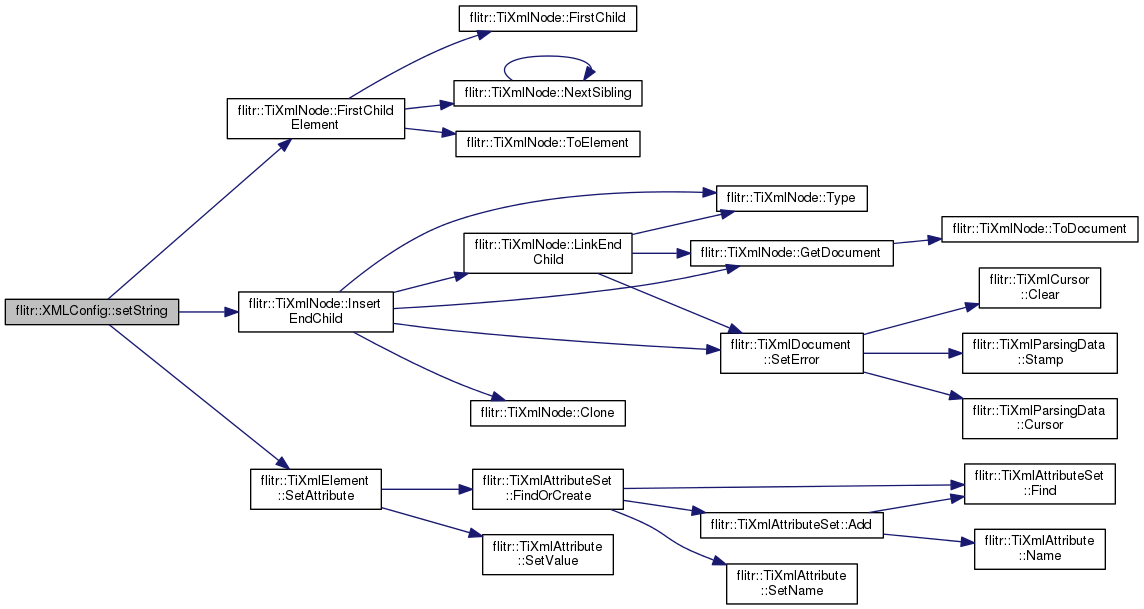 flitr::XMLConfig::setString
flitr::TiXmlNode::FirstChild
Element
flitr::TiXmlNode::FirstChild
flitr::TiXmlNode::NextSibling
flitr::TiXmlNode::ToElement
flitr::TiXmlNode::Insert
EndChild
flitr::TiXmlNode::LinkEnd
Child
flitr::TiXmlNode::Type
flitr::TiXmlNode::GetDocument
flitr::TiXmlNode::ToDocument
flitr::TiXmlDocument
::SetError
flitr::TiXmlCursor
::Clear
flitr::TiXmlParsingData
::Stamp
flitr::TiXmlParsingData
::Cursor
flitr::TiXmlNode::Clone
flitr::TiXmlElement
::SetAttribute
flitr::TiXmlAttributeSet
::FindOrCreate
flitr::TiXmlAttributeSet
::Find
flitr::TiXmlAttributeSet::Add
flitr::TiXmlAttribute
::Name
flitr::TiXmlAttribute
::SetName
flitr::TiXmlAttribute
::SetValue